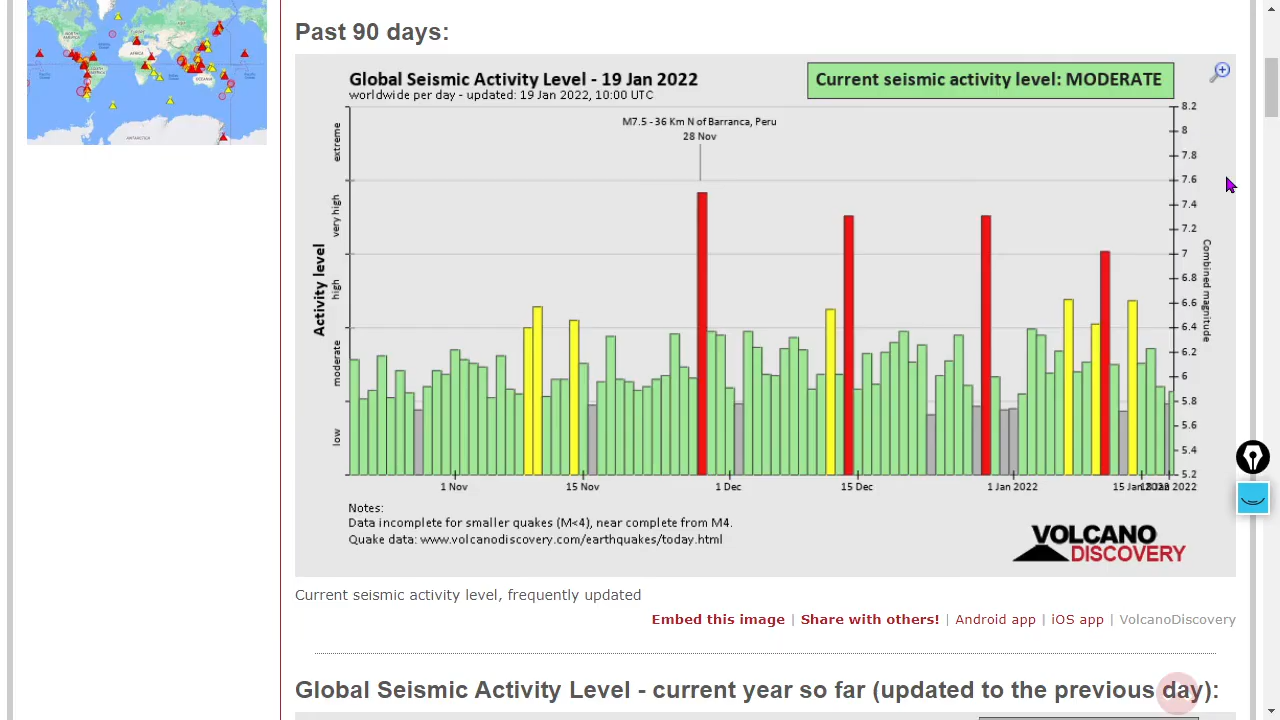 Past 90 days:
Global Seismic Activity Level - 19 Jan 2022
worldwide per day - updated: 19 Jan 2022, 10:00 UTC
Current seismic activity level: MODERATE
M7.5 - 36 Km N of Barranca, Peru
28 Nov
Activity level
extreme
very high
high
moderate
low
8.2
8
7.8
7.6
7.4
7.2
7
6.8
6.6
6.4
6.2
6
5.8
5.6
5.4
5.2
Combined magnitude
1 Nov
15 Nov
1 Dec
15 Dec
1 Jan 2022
15 Jan 2022
Notes:
Data incomplete for smaller quakes (M<4), near complete from M4.
Quake data: www.volcanodiscovery.com/earthquakes/today.html
VOLCANO
DISCOVERY
Current seismic activity level, frequently updated
Embed this image | Share with others! | Android app | iOS app | VolcanoDiscovery
Global Seismic Activity Level - current year so far (updated to the previous day):